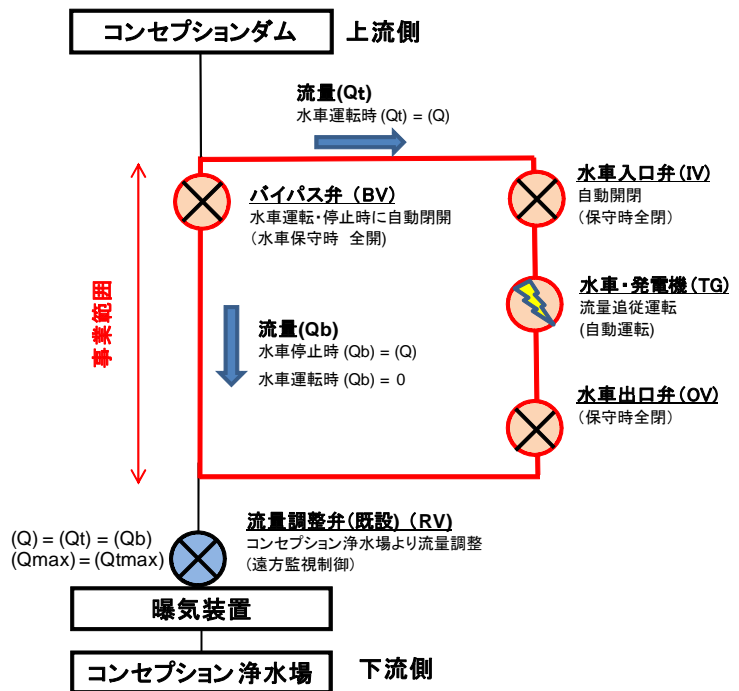 コンセプションダム
上流側
流量(Qt)
水車運転時 (Qt) = (Q)
バイパス弁 (BV)
水車運転・停止時に自動閉開
(水車保守時 全開)
水車入口弁(IV)
自動開閉
(保守時全閉)
水車・発電機(TG)
流量追従運転
(自動運転)
事業範囲
流量(Qb)
水車停止時 (Qb) = (Q)
水車運転時 (Qb) = 0
水車出口弁(OV)
(保守時全閉)
流量調整弁(既設) (RV)
コンセプション浄水場より流量調整
(遠方監視制御)
(Q) = (Qt) = (Qb)
(Qmax) = (Qtmax)
曝気装置
コンセプション浄水場
下流側